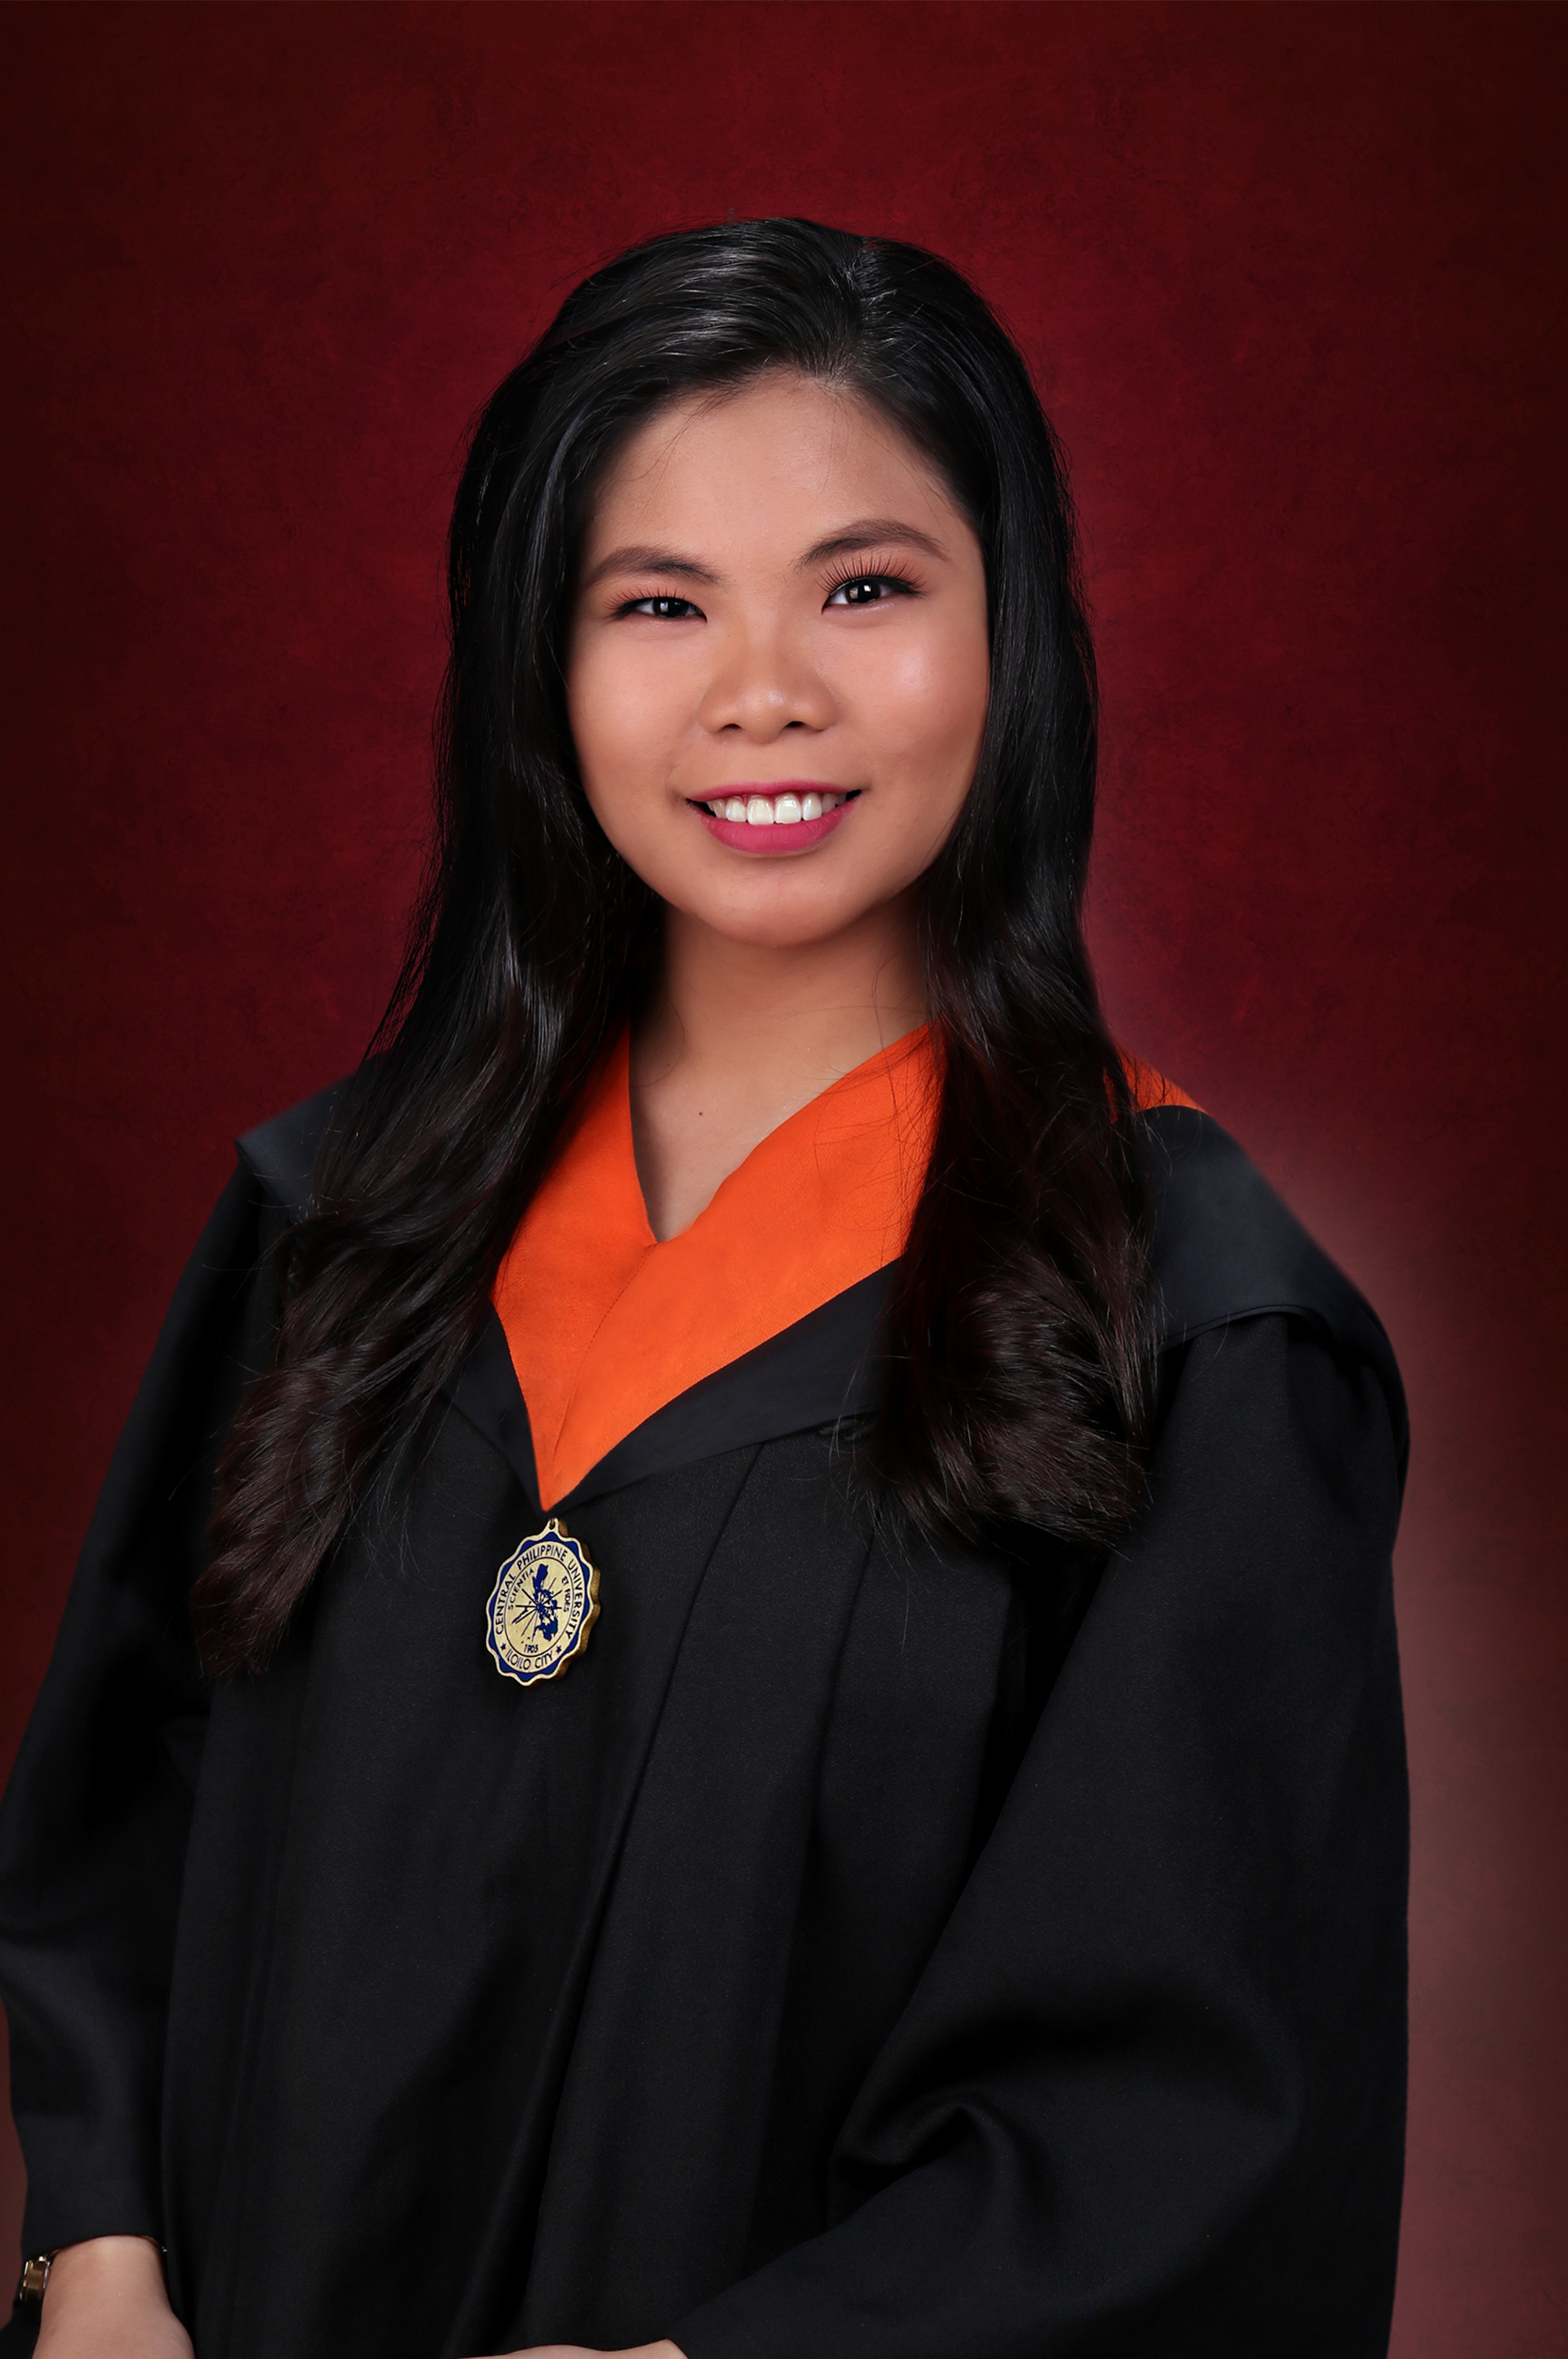 CENTRAL PHILIPPINE UNIVERSITY
SCIENTIA ET FIDES
1905
★ ILOILO CITY ★